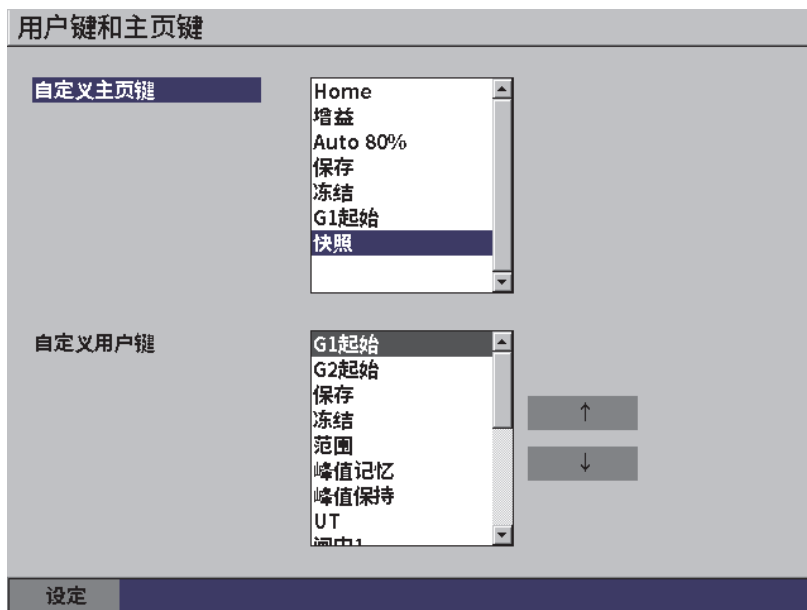 用户键和主页键
自定义主页键
Home
增益
Auto 80%
保存
冻结
G1起始
快照
自定义用户键
G1起始
G2起始
保存
冻结
范围
峰值记忆
峰值保持
UT
↑
↓
设定